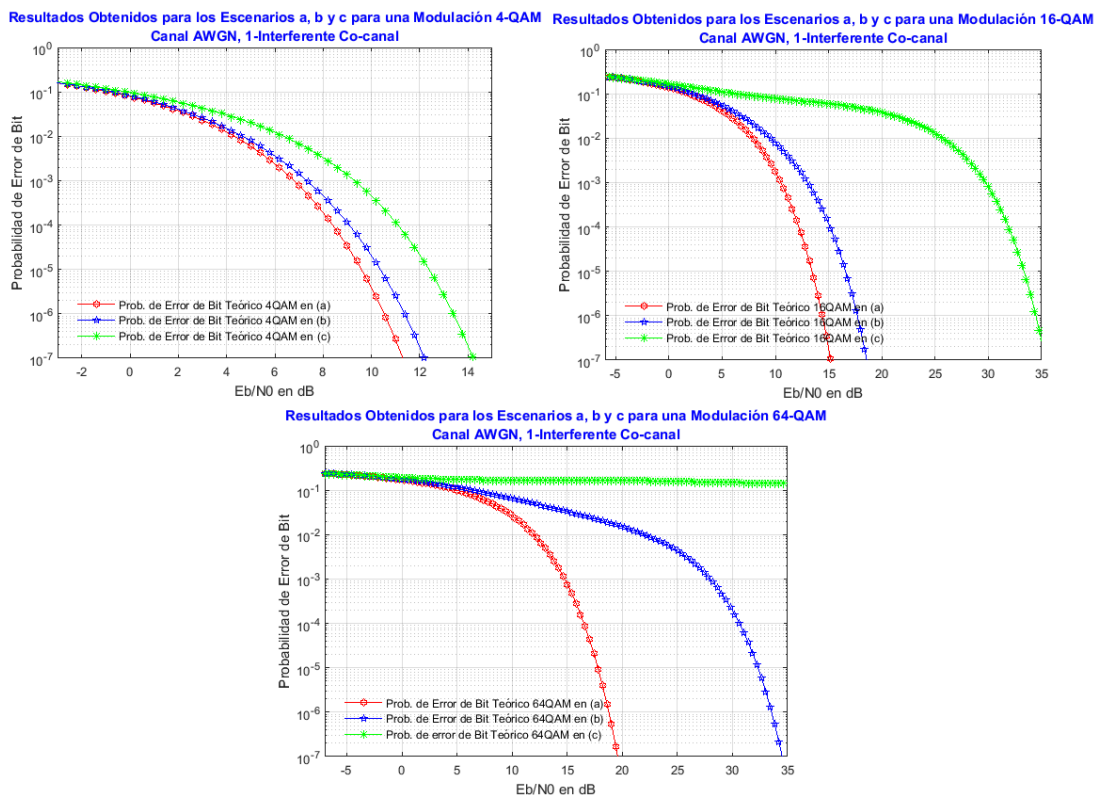 Resultados Obtenidos para los Escenarios a, b y c para una Modulación 4-QAM
Canal AWGN, 1-Interferente Co-canal
Probabilidad de Error de Bit
10^0
10^-1
10^-2
10^-3
10^-4
10^-5
10^-6
10^-7
Prob. de Error de Bit Teórico 4QAM en (a)
Prob. de Error de Bit Teórico 4QAM en (b)
Prob. de Error de Bit Teórico 4QAM en (c)
-2 0 2 4 6 8 10 12 14
Eb/N0 en dB
Resultados Obtenidos para los Escenarios a, b y c para una Modulación 16-QAM
Canal AWGN, 1-Interferente Co-canal
Probabilidad de Error de Bit
10^0
10^-1
10^-2
10^-3
10^-4
10^-5
10^-6
10^-7
Prob. de Error de Bit Teórico 16QAM en (a)
Prob. de Error de Bit Teórico 16QAM en (b)
Prob. de Error de Bit Teórico 16QAM en (c)
-5 0 5 10 15 20 25 30 35
Eb/N0 en dB
Resultados Obtenidos para los Escenarios a, b y c para una Modulación 64-QAM
Canal AWGN, 1-Interferente Co-canal
Probabilidad de Error de Bit
10^0
10^-1
10^-2
10^-3
10^-4
10^-5
10^-6
10^-7
Prob. de Error de Bit Teórico 64QAM en (a)
Prob. de Error de Bit Teórico 64QAM en (b)
Prob. de error de Bit Teórico 64QAM en (c)
-5 0 5 10 15 20 25 30 35
Eb/N0 en dB